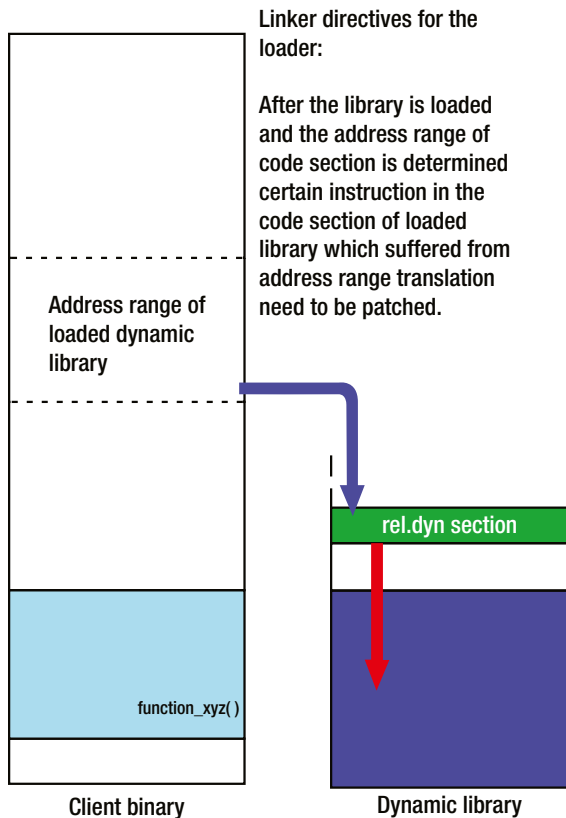 Linker directives for the
loader:
After the library is loaded
and the address range of
code section is determined
certain instruction in the
code section of loaded
library which suffered from
address range translation
need to be patched.
Address range of
loaded dynamic
library
rel.dyn section
function_xyz( )
Client binary
Dynamic library